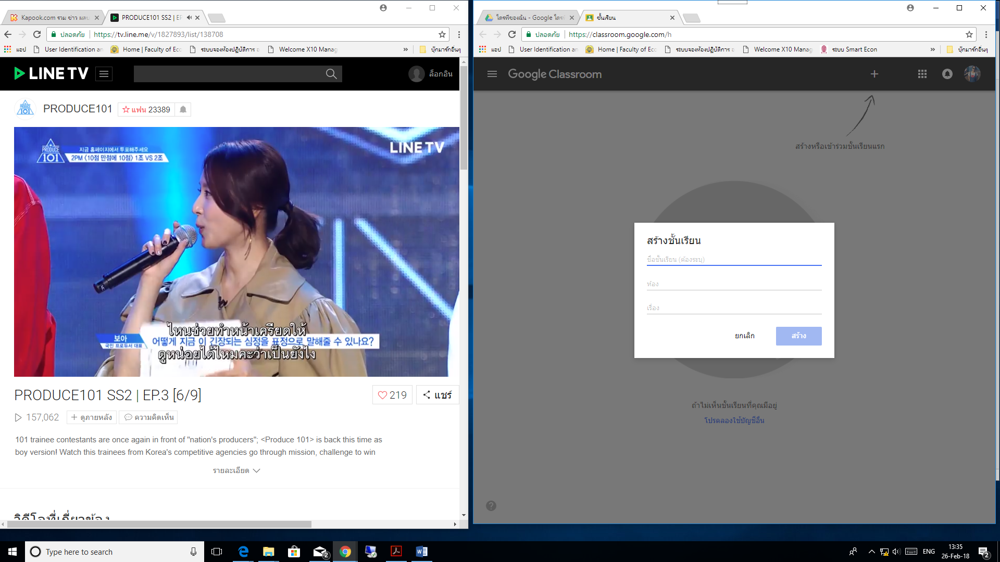 Kapook.com รวม ข่าว ผลบ
PRODUCE101 SS2 | EP
ปลอดภัย
https://tv.line.me/v/1827893/list/138708
แอป
User Identification an
Home | Faculty of Eco
ระบบจองห้องปฏิบัติการ ค
Welcome X10 Manag
»
บุ๊กมาร์กอื่นๆ
LINE TV
ล็อกอิน
PRODUCE101
แฟน 23389
PRODUCE 101
지금 홈페이지에서 투표해주세요
2PM <10점 만점에 10점> 1조 VS 2조
LINE TV
ไหนช่วยทำหน้าเครียดให้
보아
국민 프로듀서 대표
어떻게 지금 이 긴장되는 심정을 표정으로 말해줄 수 있나요?
ดูหน่อยได้ไหมคะว่าเป็นยังไง
PRODUCE101 SS2 | EP.3 [6/9]
219
แชร์
157,062
ดูภายหลัง
ความคิดเห็น
101 trainee contestants are once again in front of "nation's producers"; <Produce 101> is back this time as
boy version! Watch this trainees from Korea's competitive agencies go through mission, challenge to win
รายละเอียด
วิดีโอที่เกี่ยวข้อง
ไดรฟ์ของฉัน - Google ไดรฟ์
ชั้นเรียน
ปลอดภัย
https://classroom.google.com/h
แอป
User Identification an
Home | Faculty of Eco
ระบบจองห้องปฏิบัติการ ค
Welcome X10 Manag
ระบบ Smart Econ
»
บุ๊กมาร์กอื่นๆ
Google Classroom
สร้างหรือเข้าร่วมชั้นเรียนแรก
สร้างชั้นเรียน
ชื่อชั้นเรียน (ต้องระบุ)
ห้อง
เรื่อง
ยกเลิก
สร้าง
ถ้าไม่เห็นชั้นเรียนที่คุณมีอยู่
โปรดลองใช้บัญชีอื่น
Type here to search
2
ENG
13:35
26-Feb-18
2